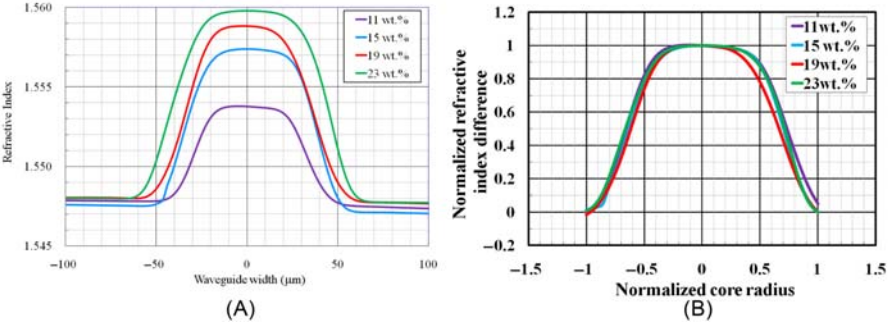 1.560
1.555
1.550
1.545
Refractive Index
−100
−50
0
50
100
Waveguide width (μm)
11 wt.%
15 wt.%
19 wt.%
23 wt.%
(A)
1.2
1
0.8
0.6
0.4
0.2
0
−0.2
Normalized refractive
index difference
−1.5
−1
−0.5
0
0.5
1
1.5
Normalized core radius
11wt.%
15 wt.%
19wt.%
23wt.%
(B)